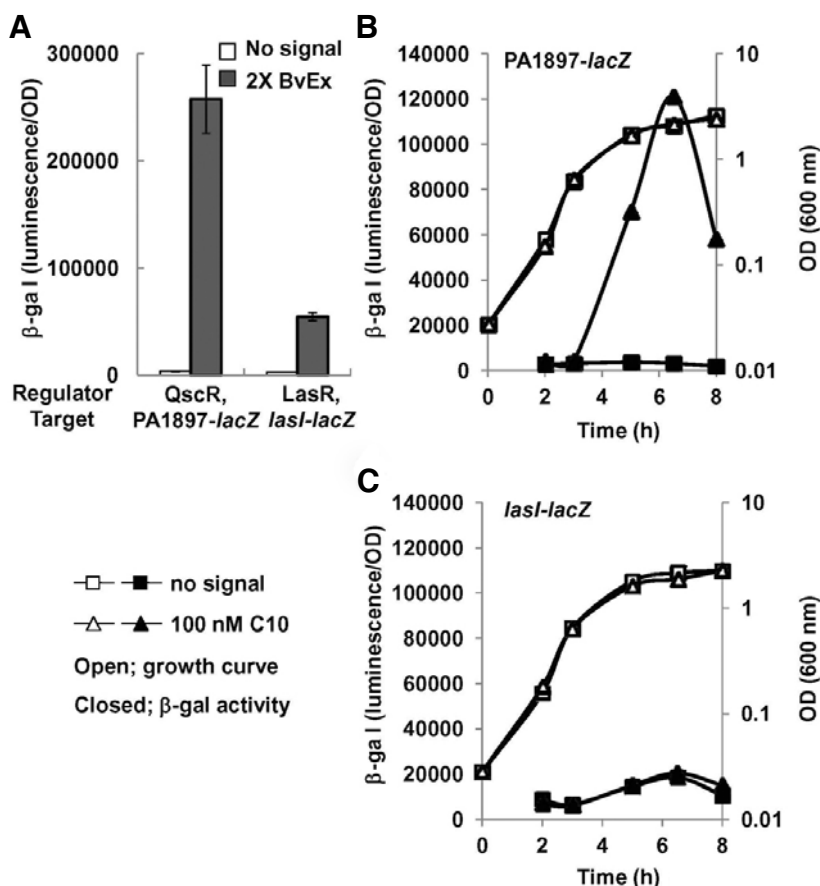 A
300000
200000
100000
0
β-ga l (luminescence/OD)
No signal
2X BvEx
Regulator
Target
QscR,
PA1897-lacZ
LasR,
lasI-lacZ
B
PA1897-lacZ
140000
120000
100000
80000
60000
40000
20000
0
β-ga l (luminescence/OD)
10
1
0.1
0.01
OD (600 nm)
0 2 4 6 8
Time (h)
no signal
100 nM C10
Open; growth curve
Closed; β-gal activity
C
lasI-lacZ
140000
120000
100000
80000
60000
40000
20000
0
β-ga l (luminescence/OD)
10
1
0.1
0.01
OD (600 nm)
0 2 4 6 8
Time (h)